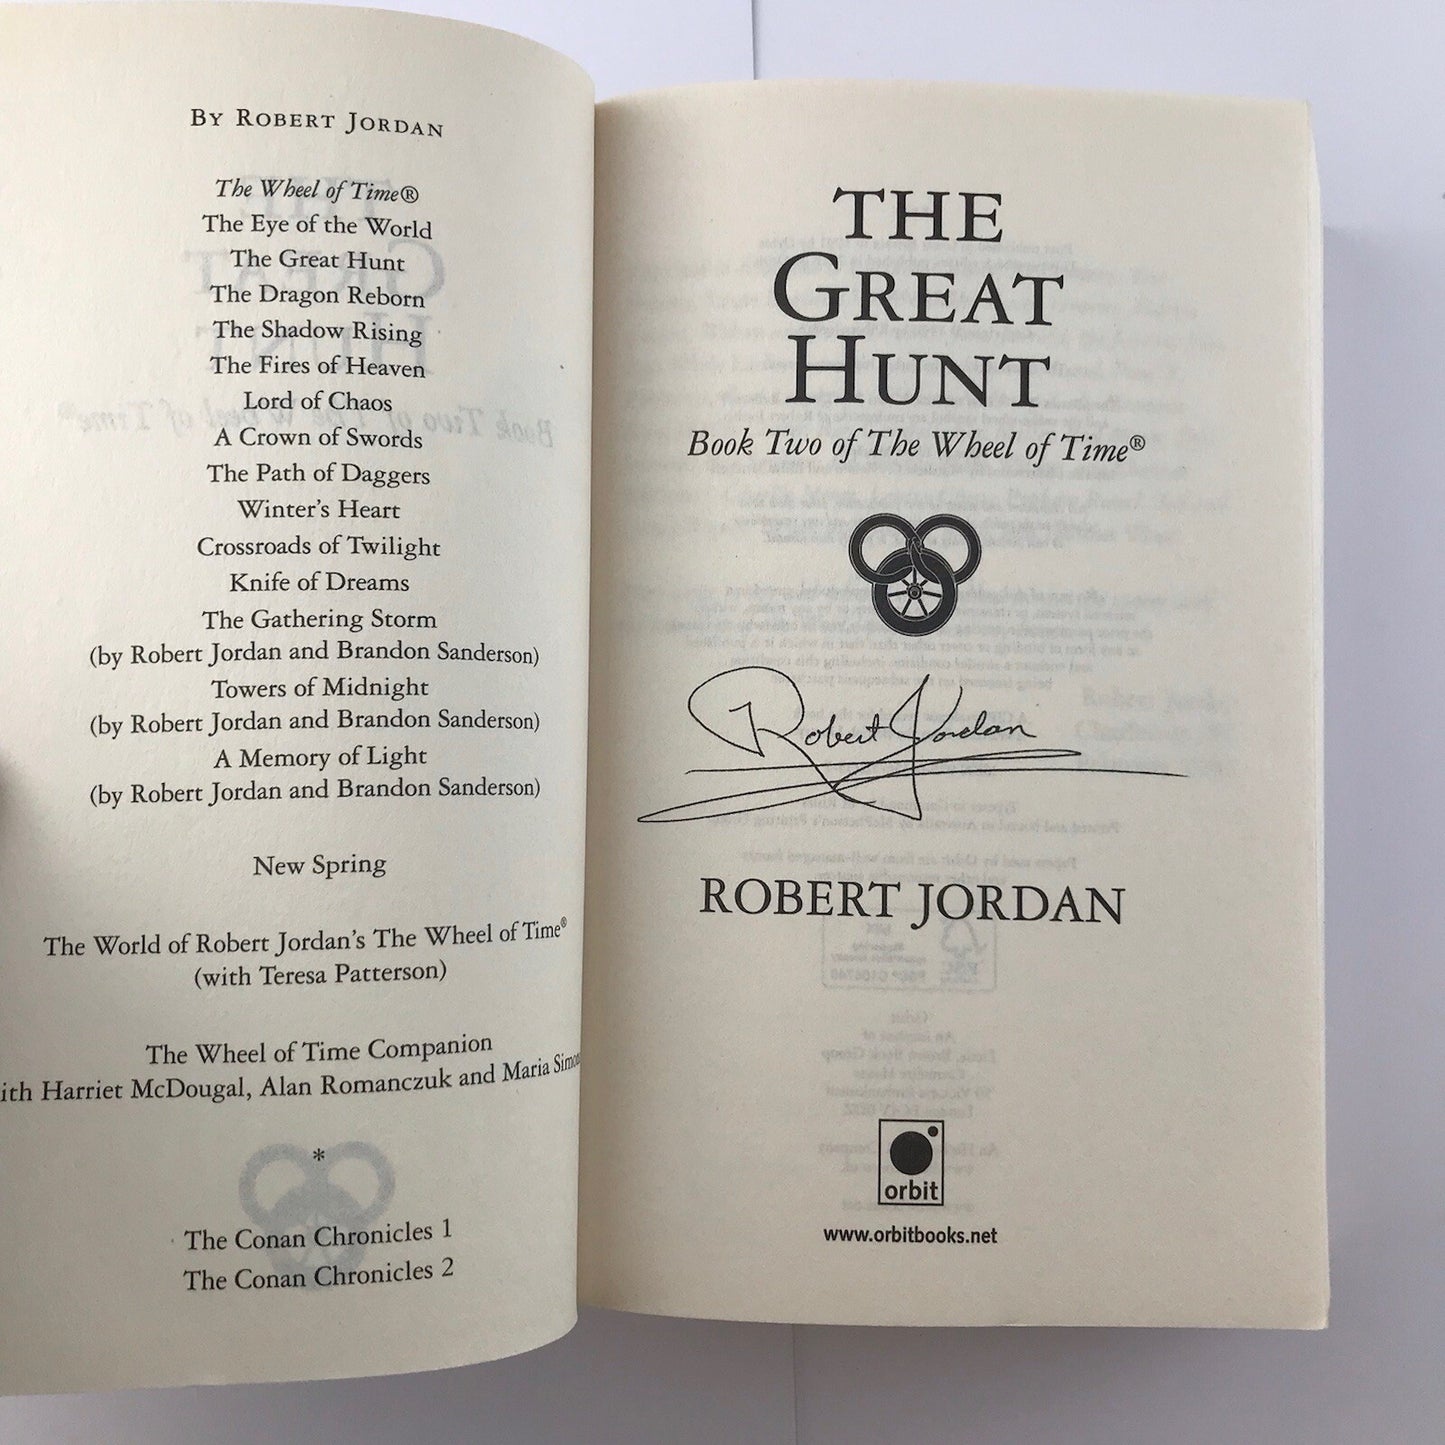 BY ROBERT JORDAN
The Wheel of Time®
The Eye of the World
The Great Hunt
The Dragon Reborn
The Shadow Rising
The Fires of Heaven
Lord of Chaos
A Crown of Swords
The Path of Daggers
Winter's Heart
Crossroads of Twilight
Knife of Dreams
The Gathering Storm
(by Robert Jordan and Brandon Sanderson)
Towers of Midnight
(by Robert Jordan and Brandon Sanderson)
A Memory of Light
(by Robert Jordan and Brandon Sanderson)
New Spring
The World of Robert Jordan's The Wheel of Time®
(with Teresa Patterson)
The Wheel of Time Companion
ith Harriet McDougal, Alan Romanczuk and Maria Simo
*
The Conan Chronicles 1
The Conan Chronicles 2
THE
GREAT
HUNT
Book Two of The Wheel of Time®
Robert Jordan
ROBERT JORDAN
orbit
www.orbitbooks.net